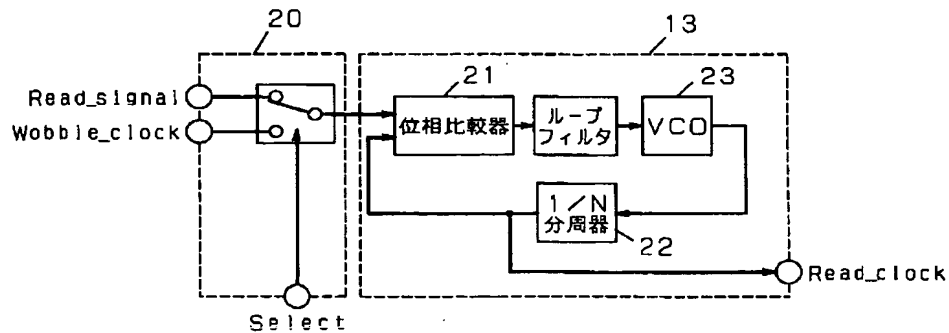 20
13
Read_signal
Wobble_clock
21
位相比較器
ループ
フィルタ
23
VCO
1/N
分周器
22
Read_clock
Select